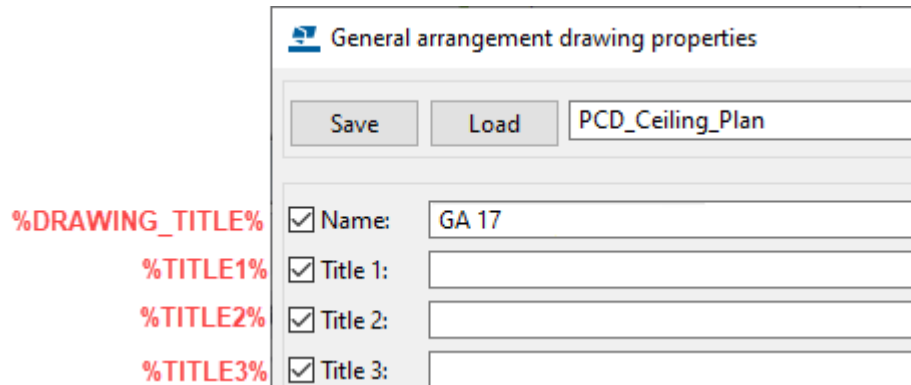 General arrangement drawing properties
Save Load PCD_Ceiling_Plan
%DRAWING_TITLE% Name: GA 17
%TITLE1% Title 1:
%TITLE2% Title 2:
%TITLE3% Title 3: